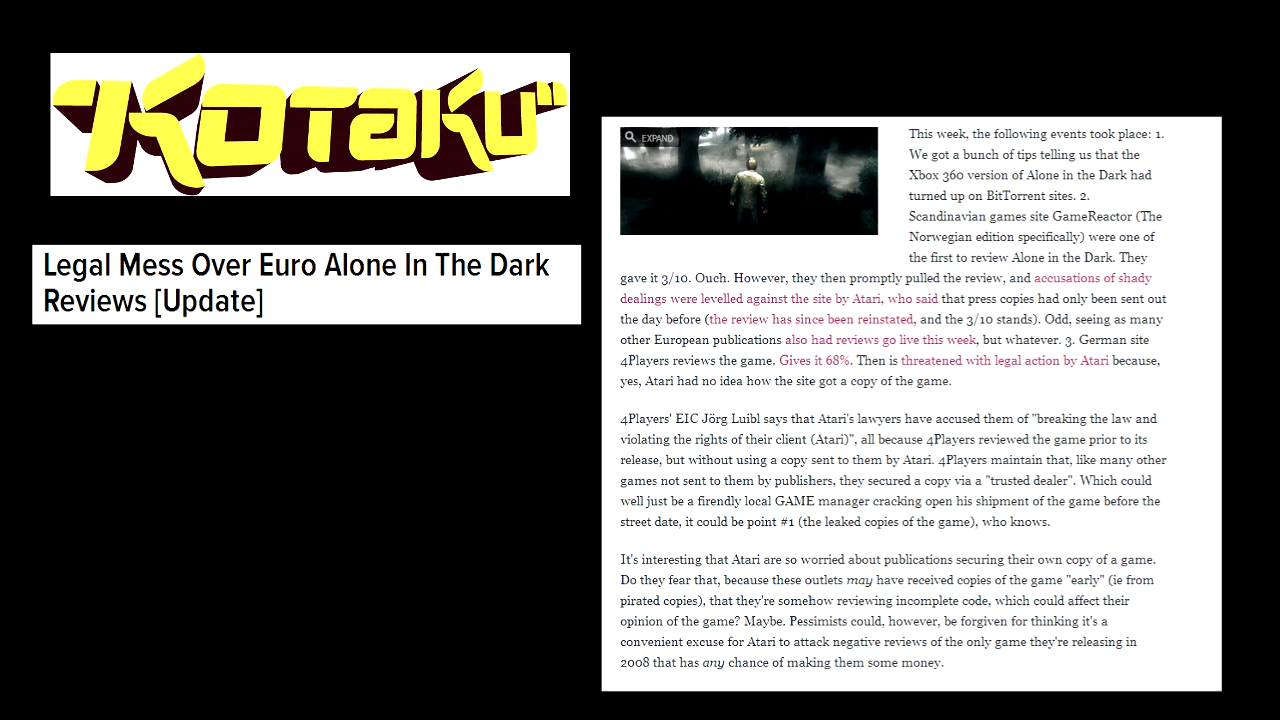 "KOTAKU"
Legal Mess Over Euro Alone In The Dark
Reviews [Update]
EXPAND
This week, the following events took place: 1.
We got a bunch of tips telling us that the
Xbox 360 version of Alone in the Dark had
turned up on BitTorrent sites. 2.
Scandinavian games site GameReactor (The
Norwegian edition specifically) were one of
the first to review Alone in the Dark. They
gave it 3/10. Ouch. However, they then promptly pulled the review, and accusations of shady
dealings were levelled against the site by Atari, who said that press copies had only been sent out
the day before (the review has since been reinstated, and the 3/10 stands). Odd, seeing as many
other European publications also had reviews go live this week, but whatever. 3. German site
4Players reviews the game. Gives it 68%. Then is threatened with legal action by Atari because,
yes, Atari had no idea how the site got a copy of the game.
4Players' EIC Jörg Luibl says that Atari's lawyers have accused them of "breaking the law and
violating the rights of their client (Atari)", all because 4Players reviewed the game prior to its
release, but without using a copy sent to them by Atari. 4Players maintain that, like many other
games not sent to them by publishers, they secured a copy via a "trusted dealer". Which could
well just be a firendly local GAME manager cracking open his shipment of the game before the
street date, it could be point #1 (the leaked copies of the game), who knows.
It's interesting that Atari are so worried about publications securing their own copy of a game.
Do they fear that, because these outlets may have received copies of the game "early" (ie from
pirated copies), that they're somehow reviewing incomplete code, which could affect their
opinion of the game? Maybe. Pessimists could, however, be forgiven for thinking it's a
convenient excuse for Atari to attack negative reviews of the only game they're releasing in
2008 that has any chance of making them some money.